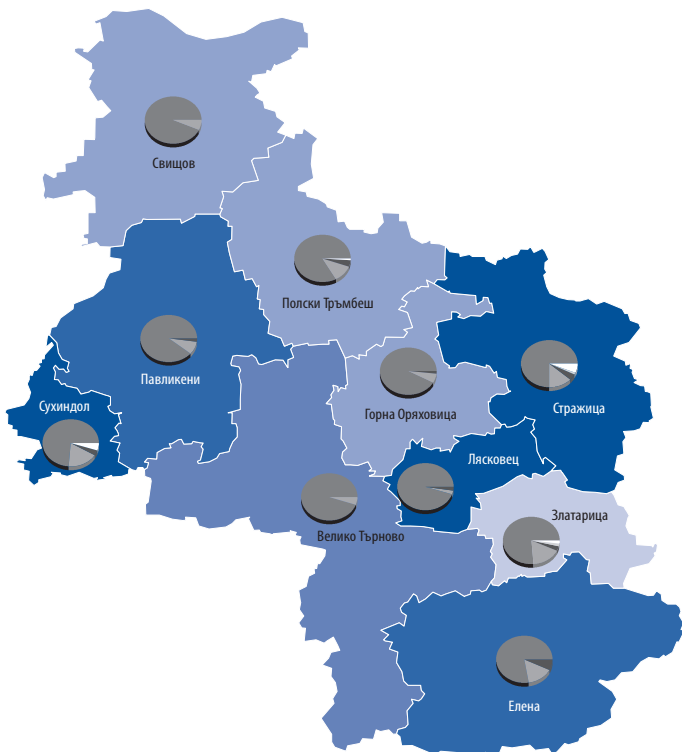 Свищов
Полски Тръмбеш
Павликени
Сухиндол
Горна Оряховица
Стражица
Лясковец
Златарица
Велико Търново
Елена